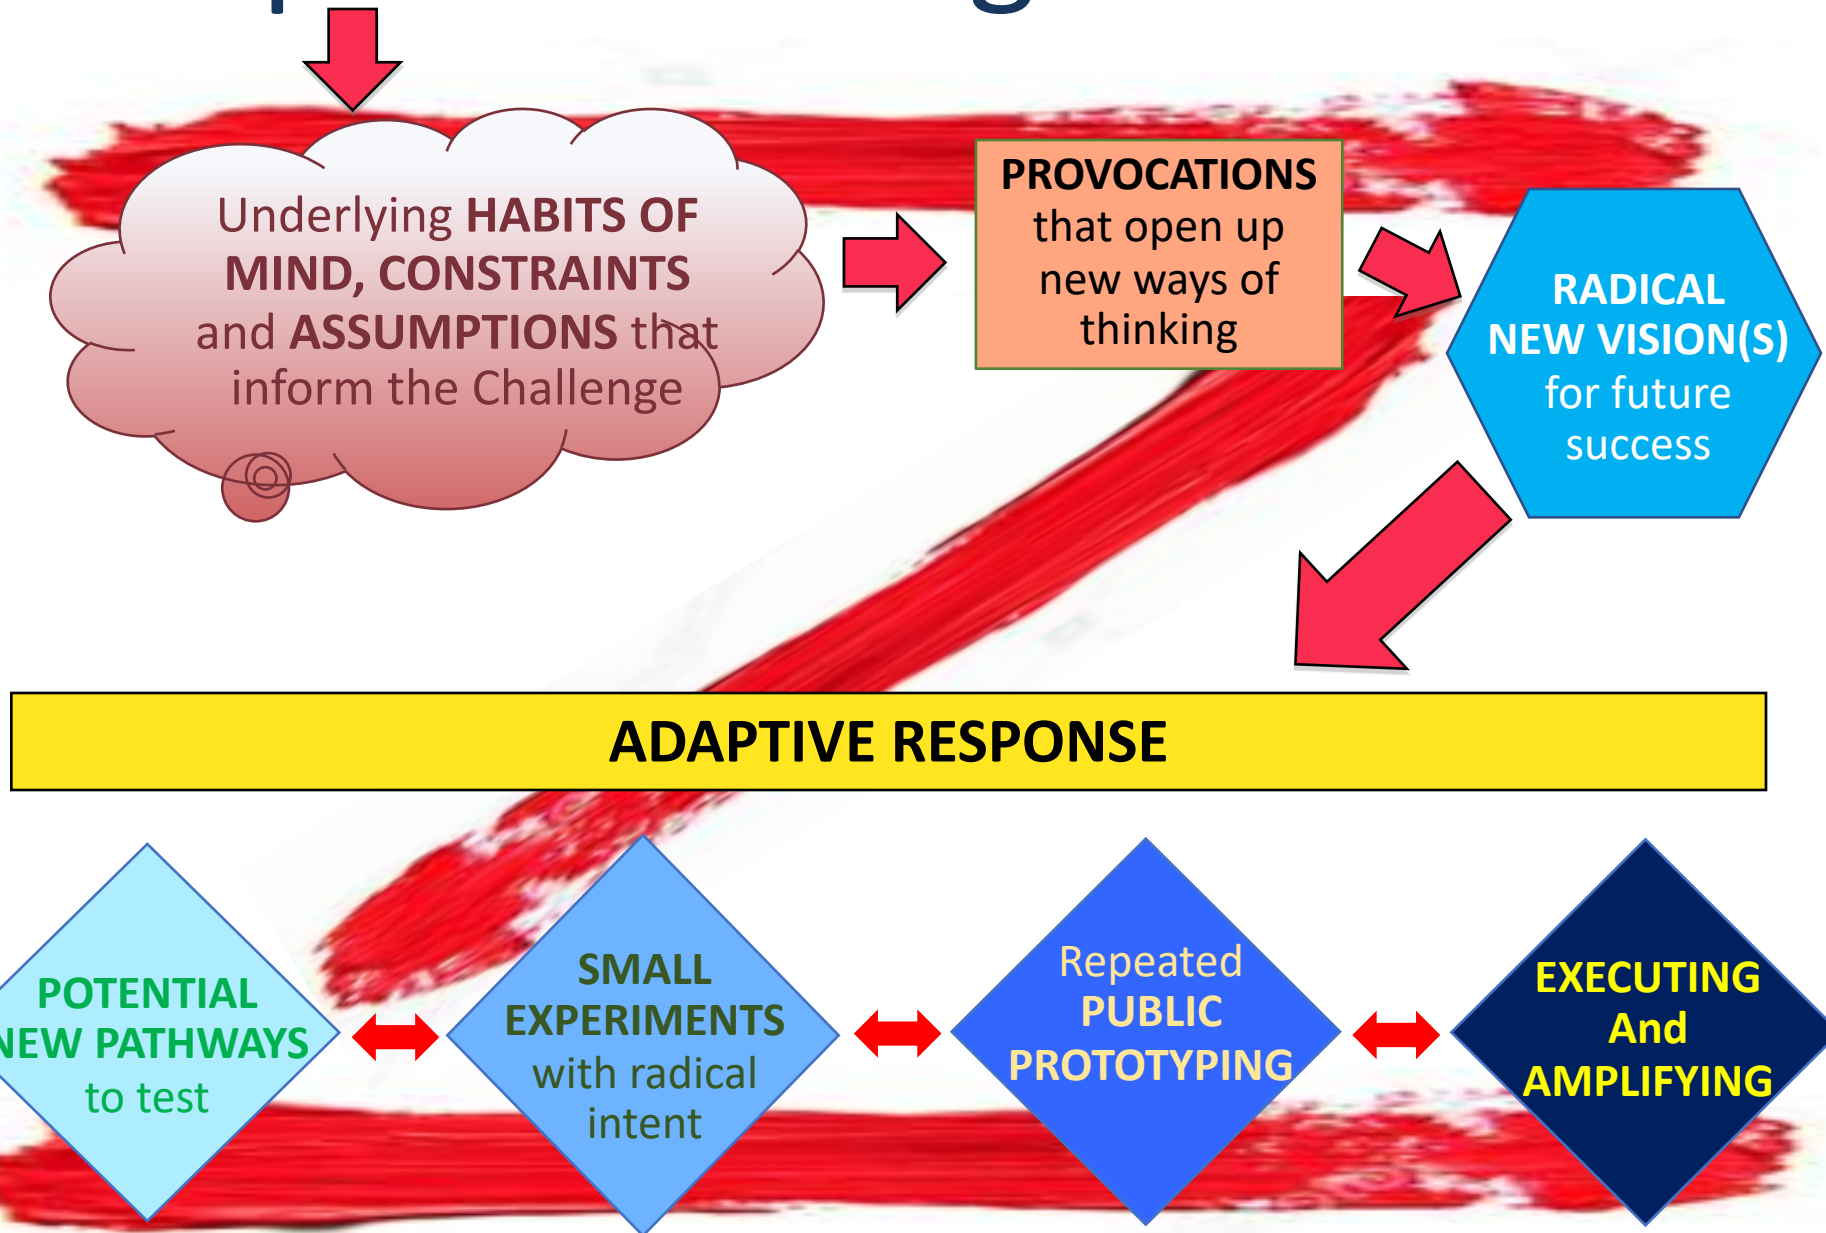 Underlying HABITS OF
MIND, CONSTRAINTS
and ASSUMPTIONS that
inform the Challenge
PROVOCATIONS
that open up
new ways of
thinking
RADICAL
NEW VISION(S)
for future
success
ADAPTIVE RESPONSE
POTENTIAL
NEW PATHWAYS
to test
SMALL
EXPERIMENTS
with radical
intent
Repeated
PUBLIC
PROTOTYPING
EXECUTING
And
AMPLIFYING